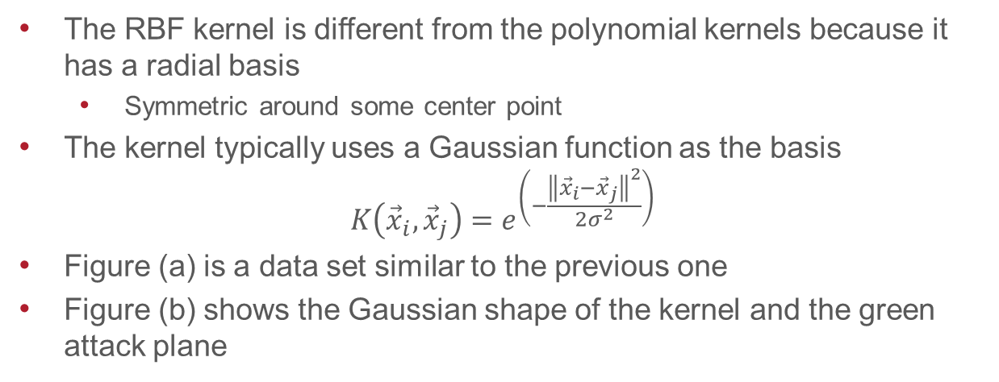 • The RBF kernel is different from the polynomial kernels because it
has a radial basis
• Symmetric around some center point
• The kernel typically uses a Gaussian function as the basis
$K(\vec{x}_i, \vec{x}_j) = e^{\left(-\frac{\|\vec{x}_i - \vec{x}_j\|^2}{2\sigma^2}\right)}$
• Figure (a) is a data set similar to the previous one
• Figure (b) shows the Gaussian shape of the kernel and the green
attack plane